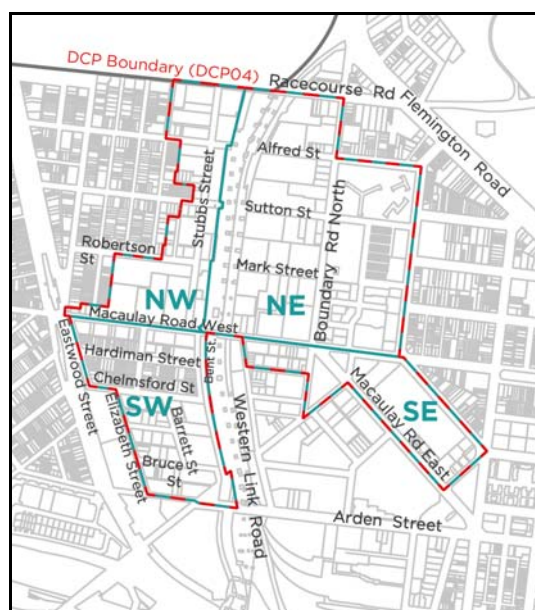 DCP Boundary (DCP04)
Racecourse Rd
Flemington Road
Alfred St
Stubbs Street
Sutton St
Boundary Rd North
Robertson
St
Mark Street
NW
NE
Macaulay Road West
Hardiman Street
Bent St.
Chelmsford St
Eastwood Street
SW
Elizabeth Street
Barrett St
Bruce
St
Western Link Road
Macaulay Rd East
SE
Arden Street